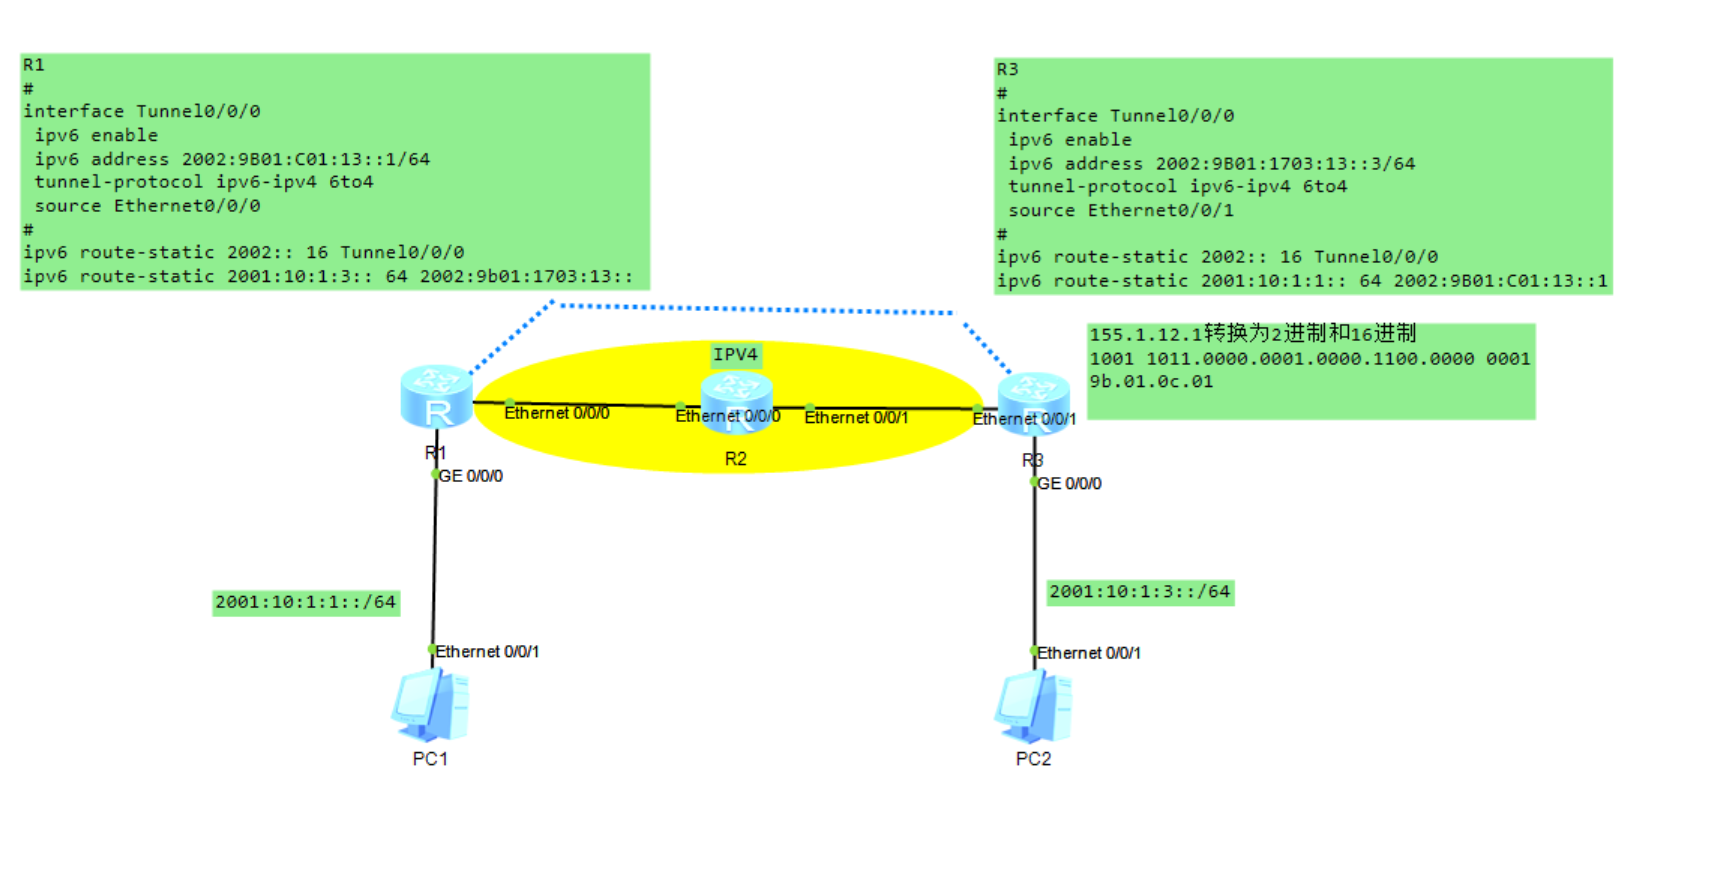 R1
#
interface Tunnel0/0/0
ipv6 enable
ipv6 address 2002:9B01:C01:13::1/64
tunnel-protocol ipv6-ipv4 6to4
source Ethernet0/0/0
#
ipv6 route-static 2002:: 16 Tunnel0/0/0
ipv6 route-static 2001:10:1:3:: 64 2002:9b01:1703:13::
R3
#
interface Tunnel0/0/0
ipv6 enable
ipv6 address 2002:9B01:1703:13::3/64
tunnel-protocol ipv6-ipv4 6to4
source Ethernet0/0/1
#
ipv6 route-static 2002:: 16 Tunnel0/0/0
ipv6 route-static 2001:10:1:1:: 64 2002:9B01:C01:13::1
155.1.12.1转换为2进制和16进制
1001 1011.0000.0001.0000.1100.0000 0001
9b.01.0c.01
IPV4
R
Ethernet 0/0/0
Ethernet 0/0/0
R
Ethernet 0/0/1
Ethernet 0/0/1
R
R1
R2
R3
GE 0/0/0
GE 0/0/0
2001:10:1:1::/64
2001:10:1:3::/64
Ethernet 0/0/1
Ethernet 0/0/1
PC1
PC2